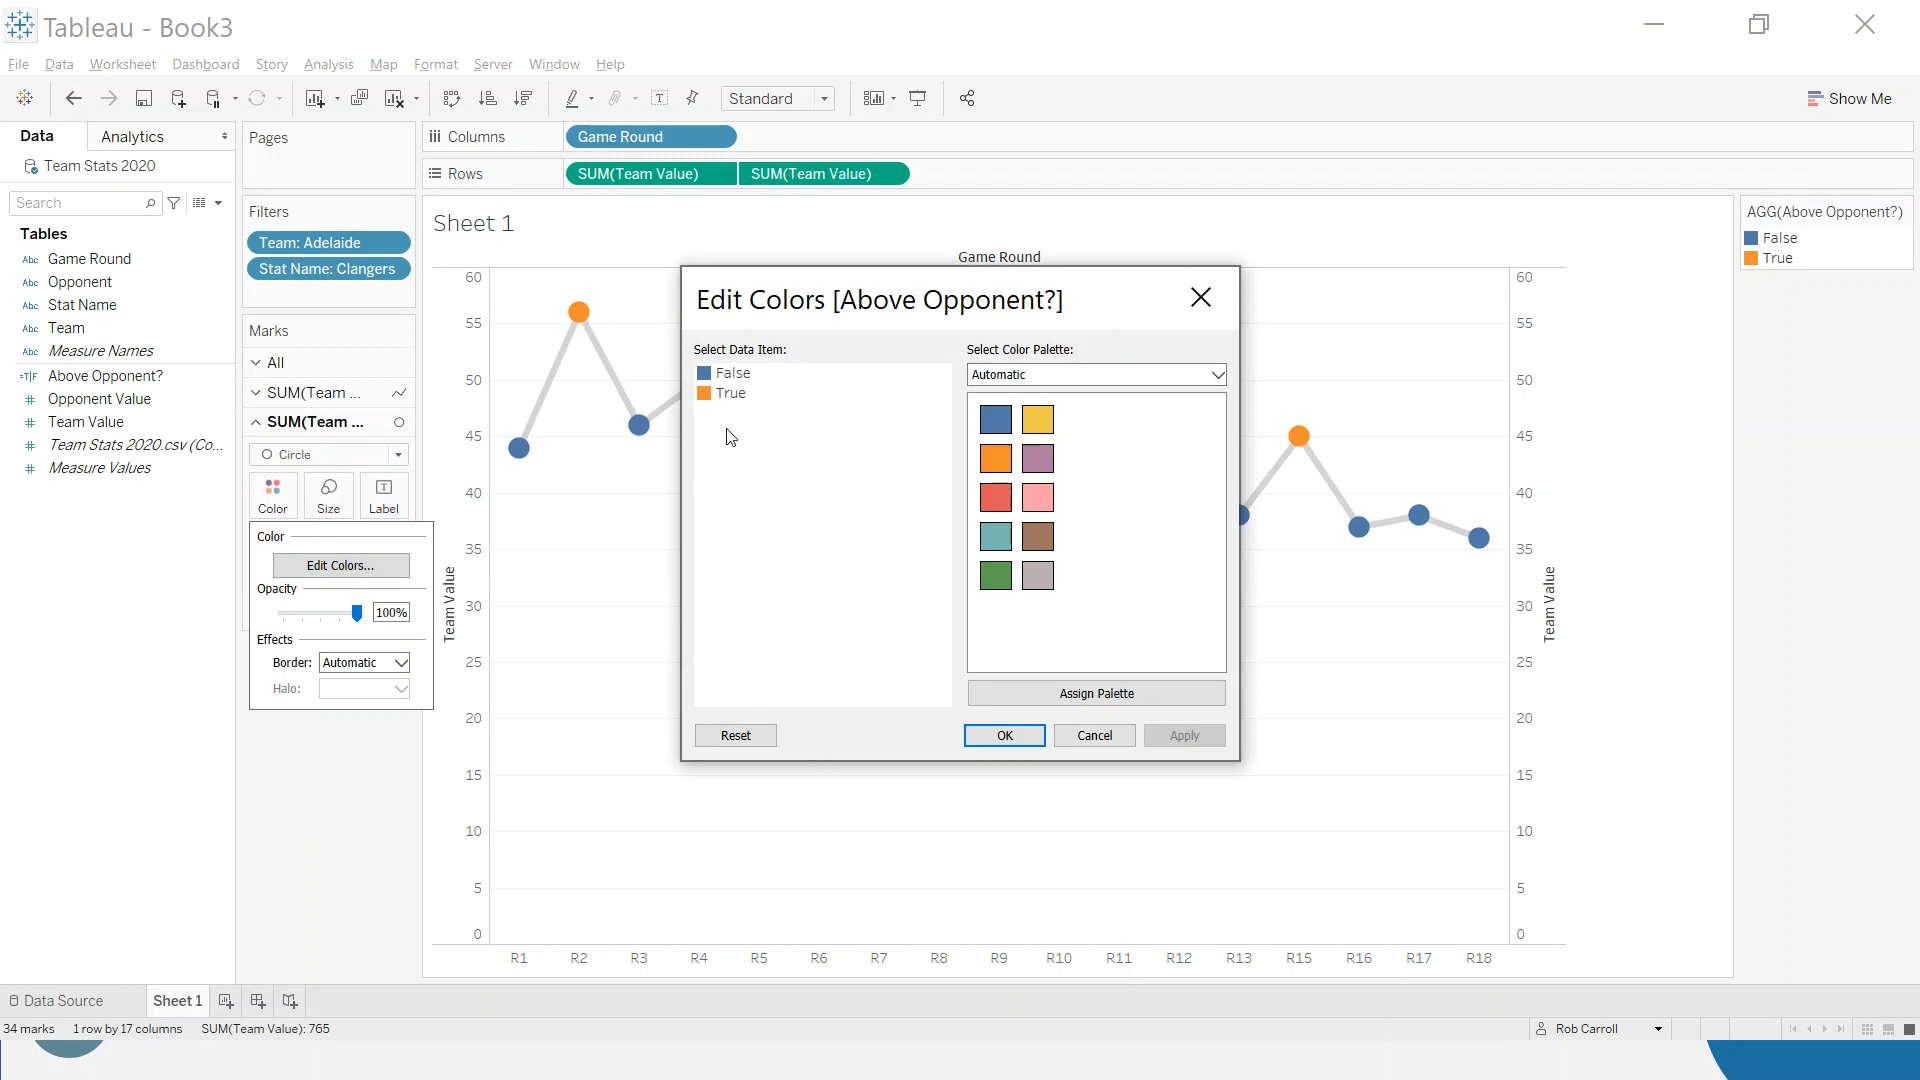 Tableau - Book3
File Data Worksheet Dashboard Story Analysis Map Format Server Window Help
Standard
Show Me
Data Analytics
Team Stats 2020
Search
Tables
Abc Game Round
Abc Opponent
Abc Stat Name
Abc Team
Abc Measure Names
=T|F Above Opponent?
# Opponent Value
# Team Value
# Team Stats 2020.csv (Co...
# Measure Values
Pages
Filters
Team: Adelaide
Stat Name: Clangers
Marks
All
SUM(Team ...
SUM(Team ...
Circle
Color Size Label
Color
Edit Colors...
Opacity
100%
Effects
Border: Automatic
Halo:
Columns Game Round
Rows SUM(Team Value) SUM(Team Value)
Sheet 1
Game Round
60
55
50
45
40
35
30
25
20
15
10
5
0
Team Value
Edit Colors [Above Opponent?]
Select Data Item:
False
True
Select Color Palette:
Automatic
Assign Palette
Reset OK Cancel Apply
60
55
50
45
40
35
30
25
20
15
10
5
0
Team Value
R1 R2 R3 R4 R5 R6 R7 R8 R9 R10 R11 R12 R13 R15 R16 R17 R18
AGG(Above Opponent?)
False
True
Data Source Sheet 1
34 marks 1 row by 17 columns SUM(Team Value): 765
Rob Carroll